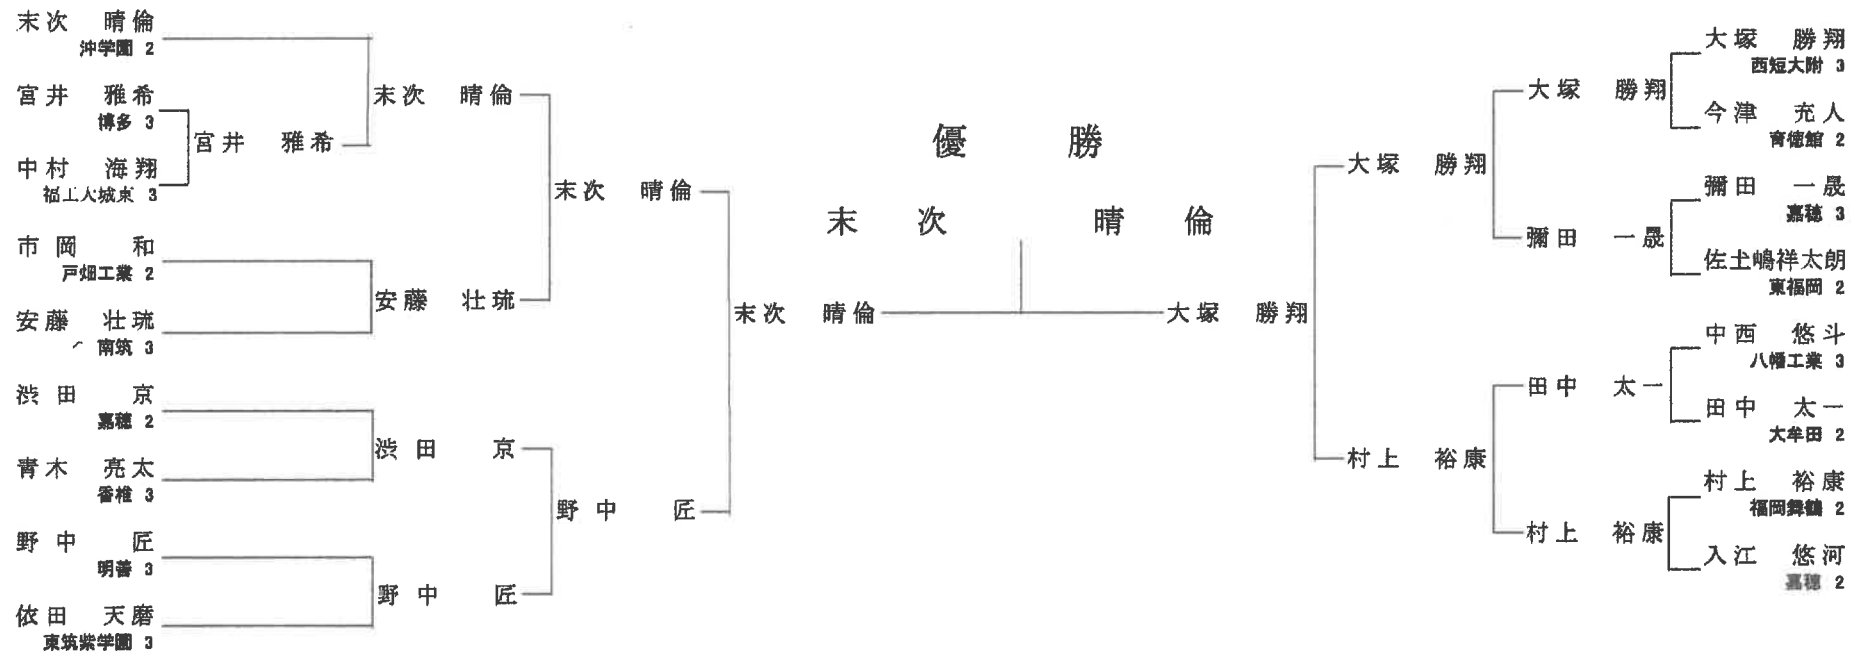 末次 晴倫
沖学園 2
宮井 雅希
博多 3
中村 海翔
福工大城東 3
市岡 和
戸畑工業 2
安藤 壮琉
南筑 3
渋田 京
嘉穂 2
青木 亮太
香椎 3
野中 匠
明善 3
依田 天磨
東筑紫学園 3
宮井 雅希
末次 晴倫
安藤 壮琉
渋田 京
野中 匠
末次 晴倫
野中 匠
末次 晴倫
優 勝
末次 晴倫
大塚 勝翔
大塚 勝翔
村上 裕康
大塚 勝翔
彌田 一晟
田中 太一
村上 裕康
大塚 勝翔
西短大附 3
今津 充人
育徳館 2
彌田 一晟
嘉穂 3
佐土嶋祥太朗
東福岡 2
中西 悠斗
八幡工業 3
田中 太一
大牟田 2
村上 裕康
福岡舞鶴 2
入江 悠河
嘉穂 2